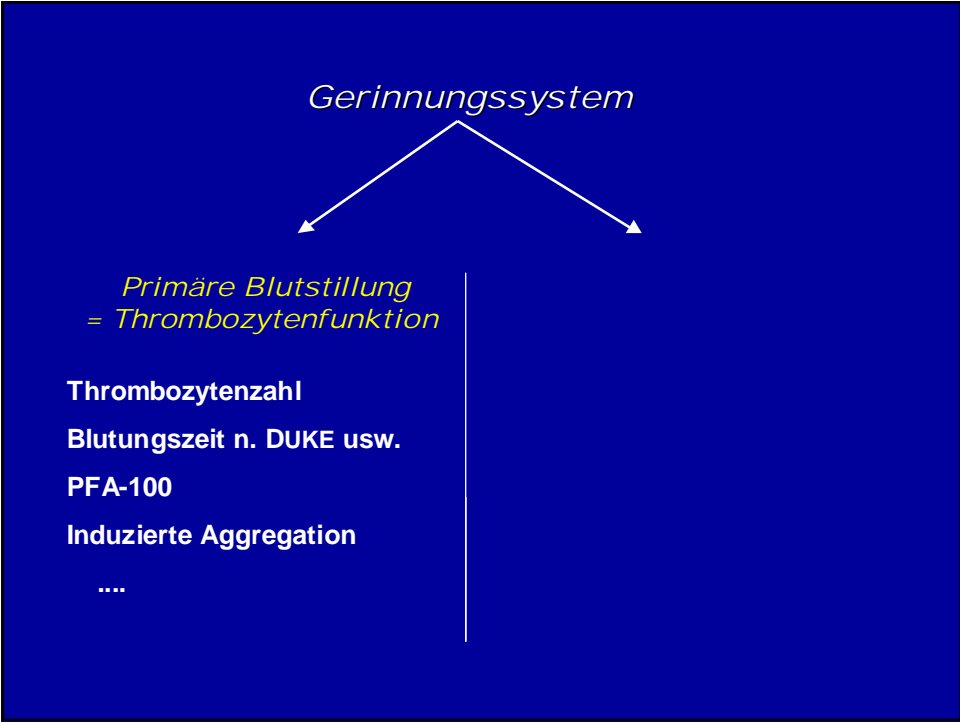 Gerinnungssystem
Primäre Blutstillung
= Thrombozytenfunktion
Thrombozytenzahl
Blutungszeit n. DUKE usw.
PFA-100
Induzierte Aggregation
....